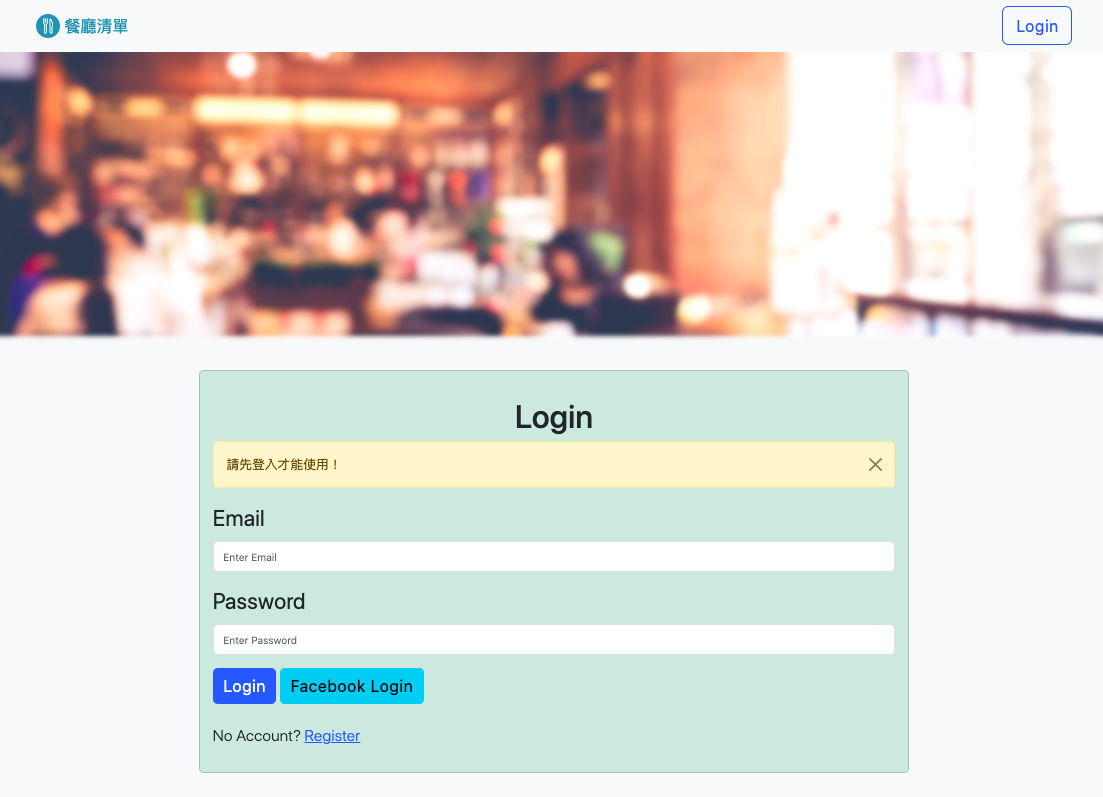 餐廳清單
Login
Login
請先登入才能使用！
Email
Enter Email
Password
Enter Password
Login
Facebook Login
No Account? Register